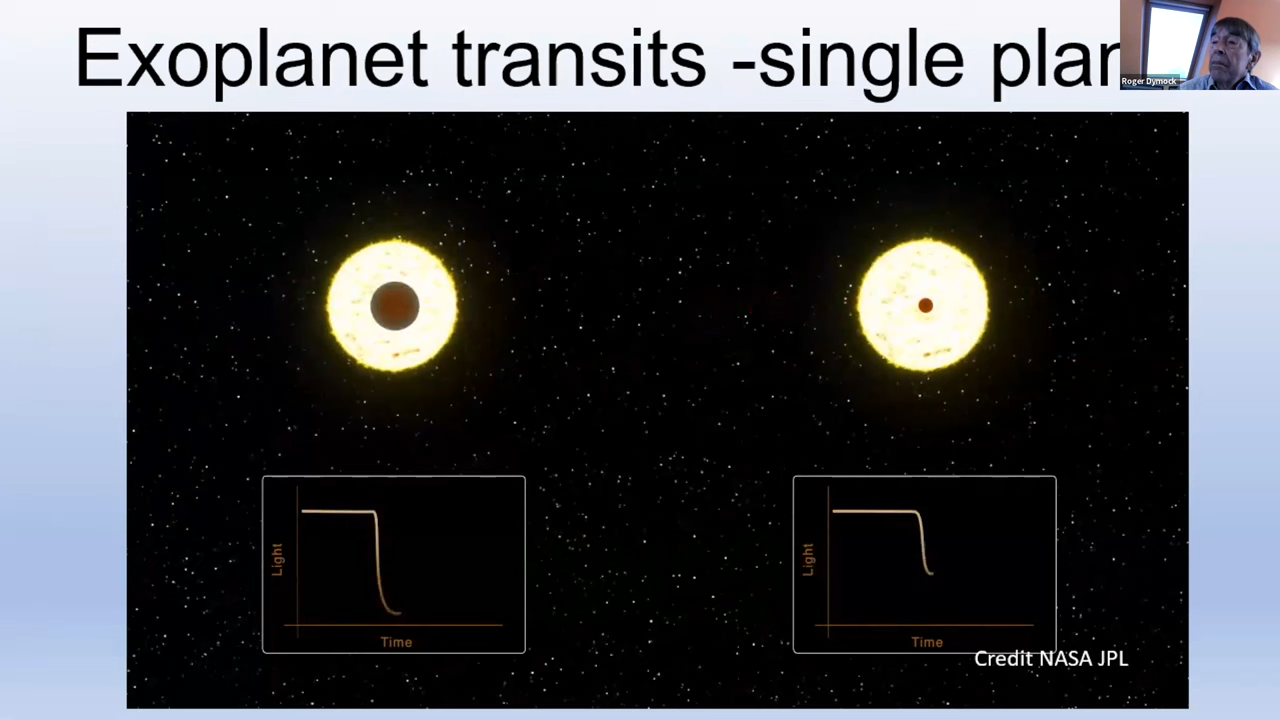 Exoplanet transits -single plan
Roger Dymock
Light
Time
Light
Time
Credit NASA JPL